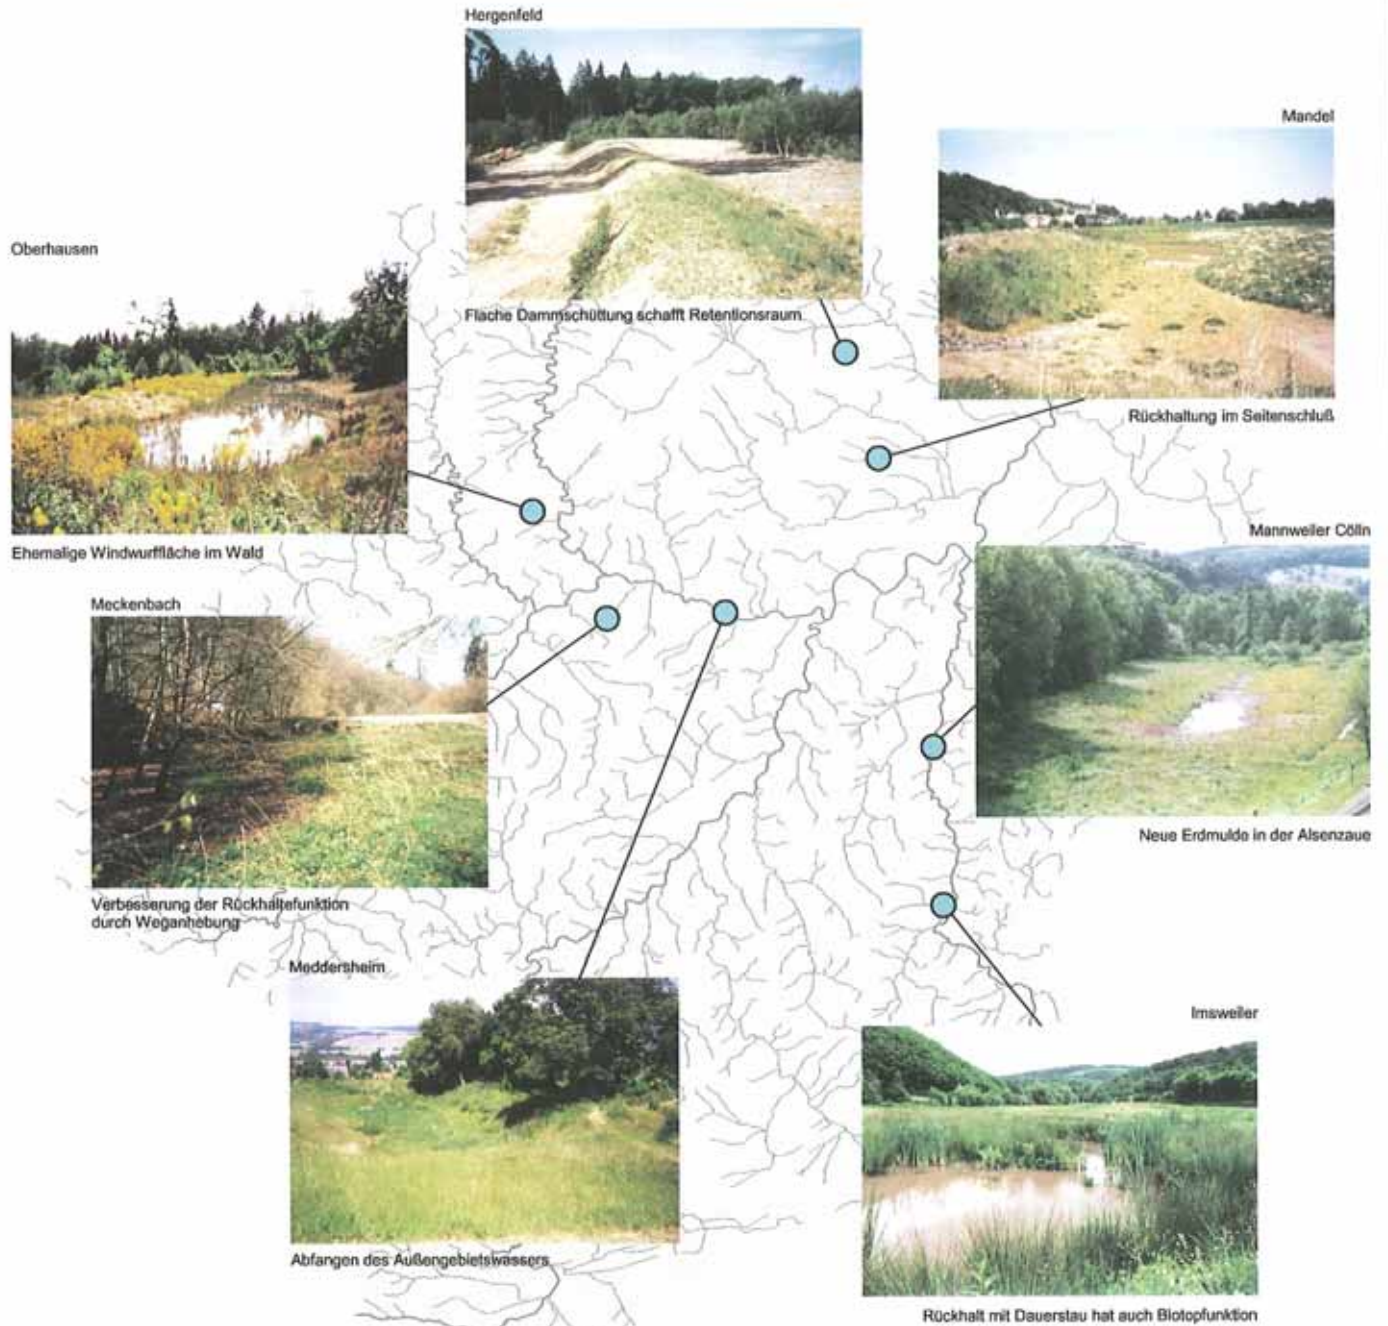 Hergenfeld
Flache Dammschüttung schafft Retentionsraum
Mandel
Rückhaltung im Seitenschluß
Oberhausen
Ehemalige Windwurffläche im Wald
Mannweiler Cölln
Neue Erdmulde in der Alsenzaue
Meckenbach
Verbesserung der Rückhaltefunktion
durch Weganhebung
Meddersheim
Abfangen des Außengebietswassers
Imsweiler
Rückhalt mit Dauerstau hat auch Biotopfunktion